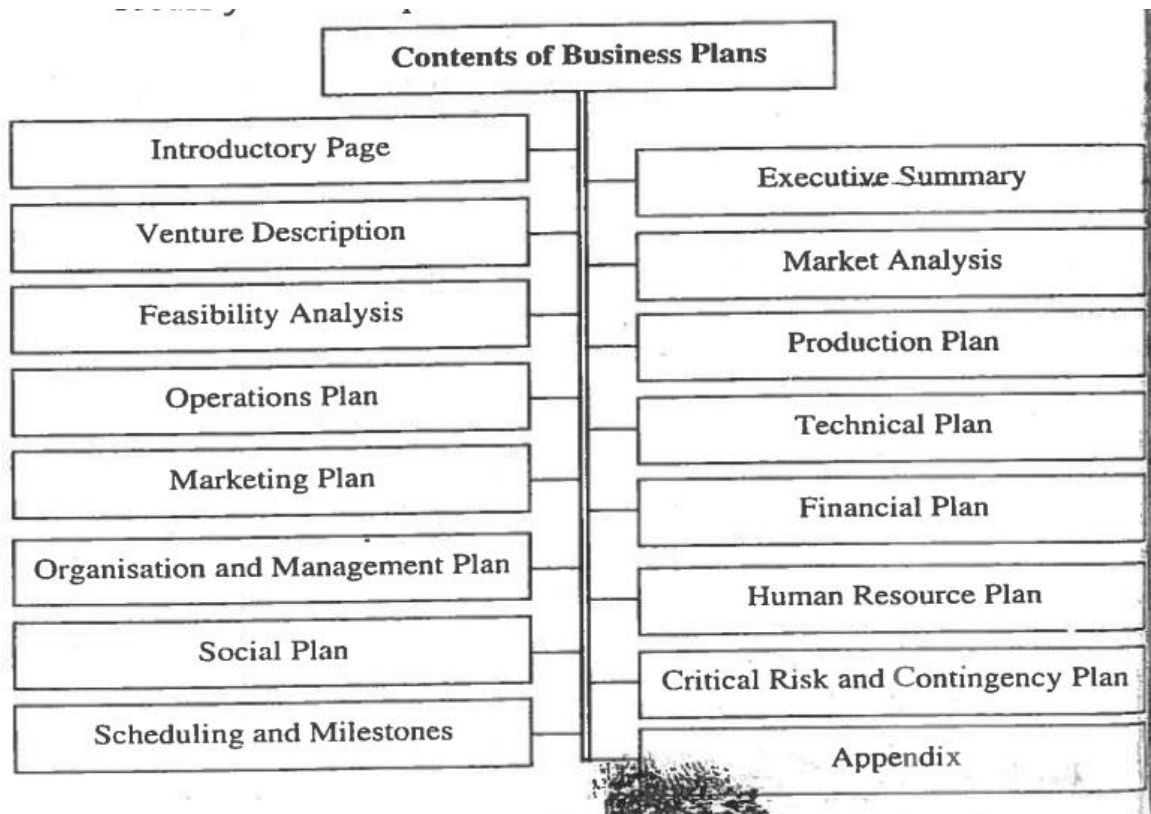 Contents of Business Plans
Introductory Page
Executive Summary
Venture Description
Market Analysis
Feasibility Analysis
Production Plan
Operations Plan
Technical Plan
Marketing Plan
Financial Plan
Organisation and Management Plan
Human Resource Plan
Social Plan
Critical Risk and Contingency Plan
Scheduling and Milestones
Appendix